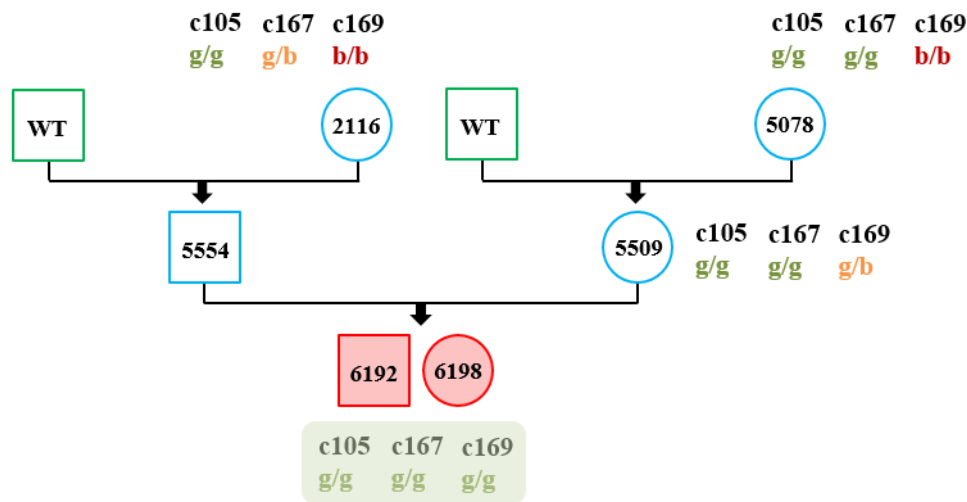 c105 c167 c169
g/g g/b b/b
c105 c167 c169
g/g g/g b/b
WT
2116
WT
5078
5554
5509
c105 c167 c169
g/g g/g g/b
6192
6198
c105 c167 c169
g/g g/g g/g